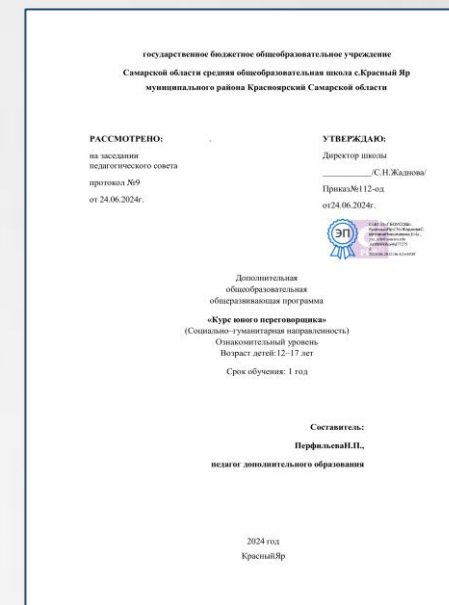 государственное бюджетное общеобразовательное учреждение
Самарской области средняя общеобразовательная школа с.Красный Яр
муниципального района Красноярский Самарской области
РАССМОТРЕНО:
на заседании
педагогического совета
протокол №9
от 24.06.2024г.
УТВЕРЖДАЮ:
Директор школы
____________/С.Н.Жаднова/
Приказ№112-од
от24.06.2024г.
ЭП
Дополнительная
общеобразовательная
общеразвивающая программа
«Курс юного переговорщика»
(Социально–гуманитарная направленность)
Ознакомительный уровень
Возраст детей:12–17 лет
Срок обучения: 1 год
Составитель:
ПерфильеваН.П.,
педагог дополнительного образования
2024 год
КрасныйЯр